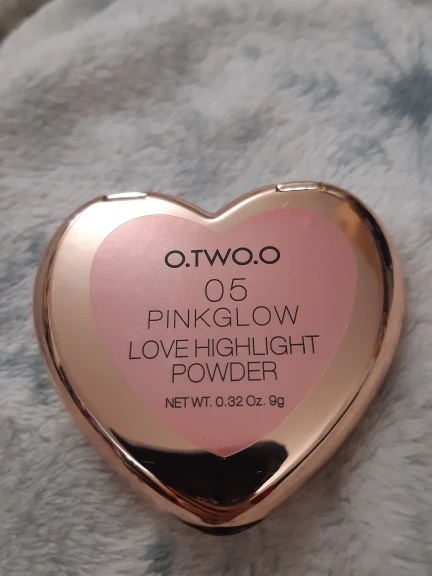 O.TWO.O
05
PINKGLOW
LOVE HIGHLIGHT
POWDER
NET WT. 0.32 Oz. 9g